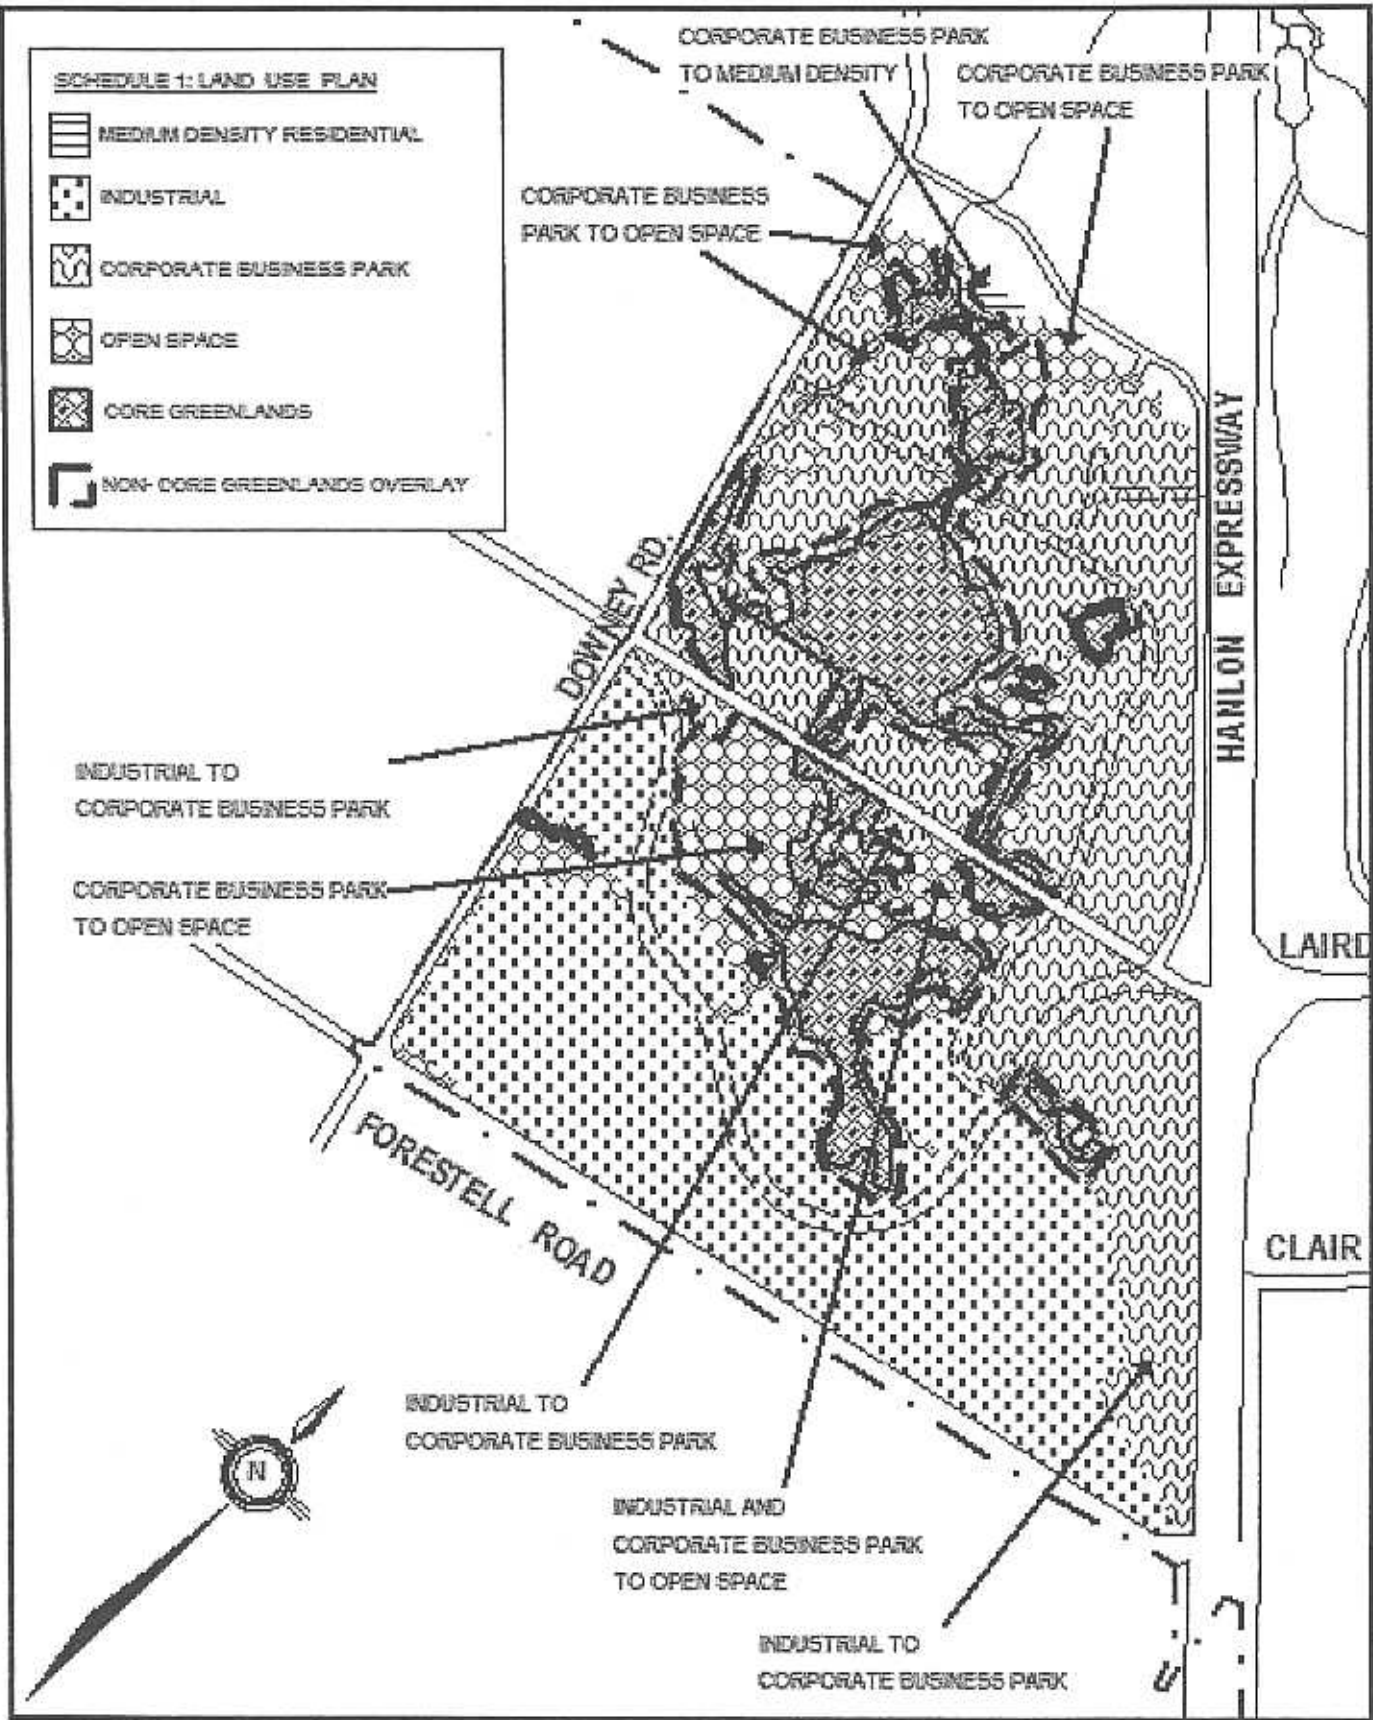 SCHEDULE 1: LAND USE PLAN
MEDIUM DENSITY RESIDENTIAL
INDUSTRIAL
CORPORATE BUSINESS PARK
OPEN SPACE
CORE GREENLANDS
NON- CORE GREENLANDS OVERLAY
CORPORATE BUSINESS PARK
TO MEDIUM DENSITY
CORPORATE BUSINESS PARK
TO OPEN SPACE
CORPORATE BUSINESS
PARK TO OPEN SPACE
HANLON EXPRESSWAY
DOWNEY RD.
INDUSTRIAL TO
CORPORATE BUSINESS PARK
CORPORATE BUSINESS PARK
TO OPEN SPACE
LAIRD
FORESTELL ROAD
CLAIR
INDUSTRIAL TO
CORPORATE BUSINESS PARK
N
INDUSTRIAL AND
CORPORATE BUSINESS PARK
TO OPEN SPACE
INDUSTRIAL TO
CORPORATE BUSINESS PARK